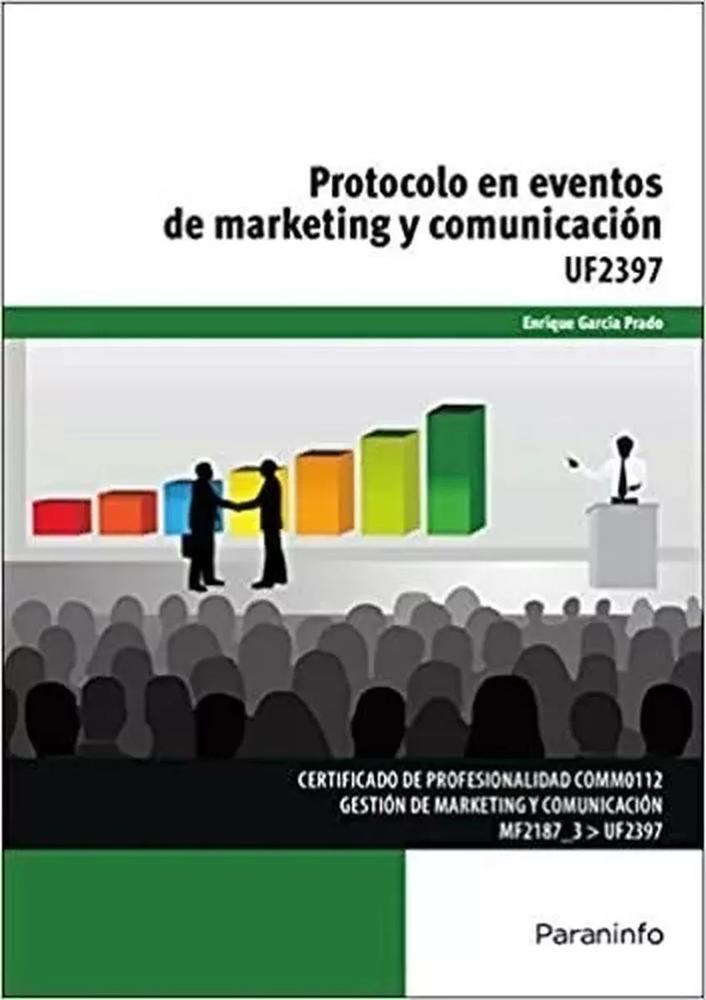 Protocolo en eventos
de marketing y comunicación
UF2397
Enrique García Prado
CERTIFICADO DE PROFESIONALIDAD COMM0112
GESTIÓN DE MARKETING Y COMUNICACIÓN
MF2187_3 > UF2397
Paraninfo